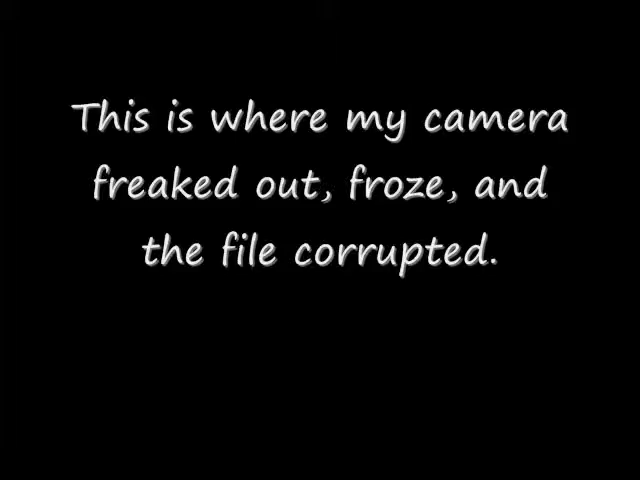 This is where my camera
freaked out, froze, and
the file corrupted.